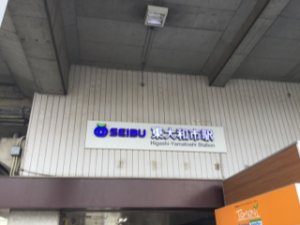 SEIBU 東大和市駅
Higashi-Yamatoshi Station